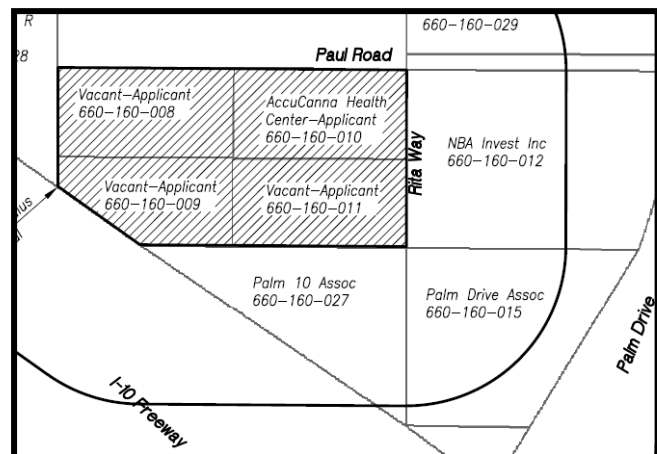 R
28
660-160-029
Paul Road
Vacant-Applicant
660-160-008
AccuCanna Health
Center-Applicant
660-160-010
NBA Invest Inc
660-160-012
Rita Way
Vacant-Applicant
660-160-009
Vacant-Applicant
660-160-011
Palm 10 Assoc
660-160-027
Palm Drive Assoc
660-160-015
Palm Drive
I-10 Freeway